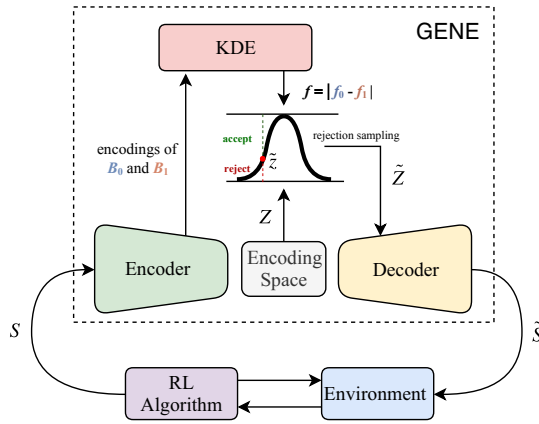 GENE
KDE
f = |f₀ - f₁|
encodings of
B₀ and B₁
accept
reject
z̃
rejection sampling
Z̃
Z
Encoder
Encoding
Space
Decoder
S
S̃
RL
Algorithm
Environment